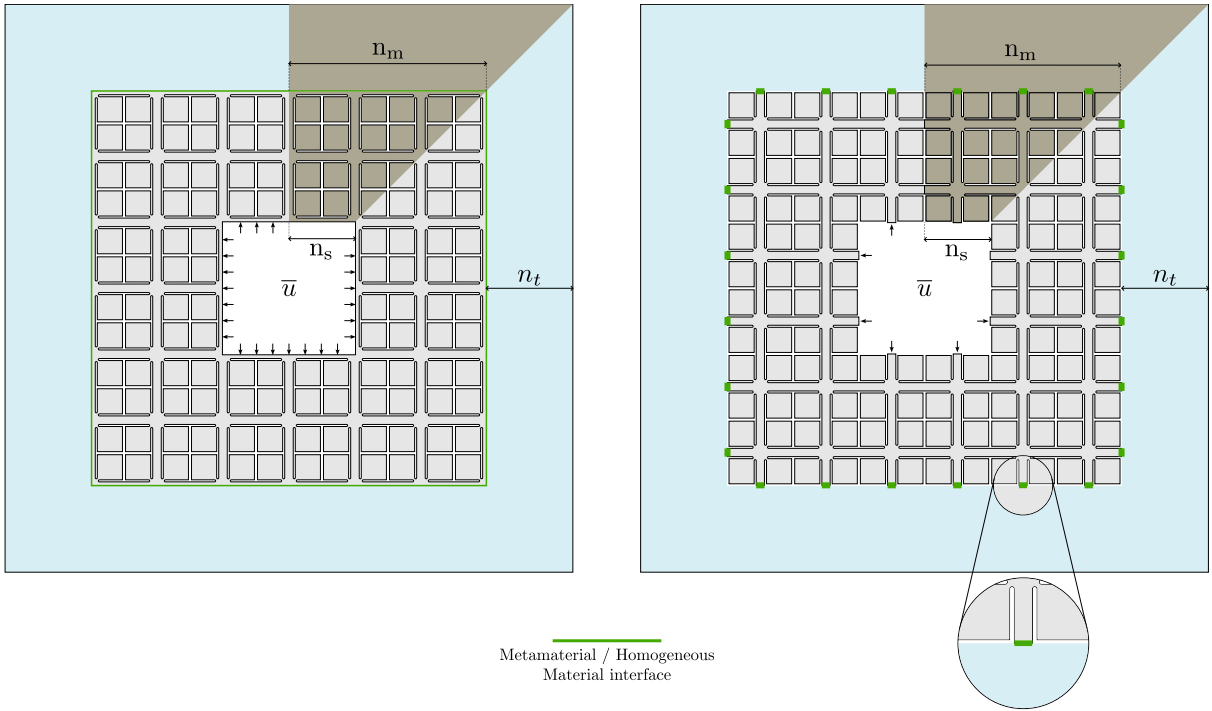 n_m
n_s
u̅
n_t
n_m
n_s
u̅
n_t
Metamaterial / Homogeneous
Material interface